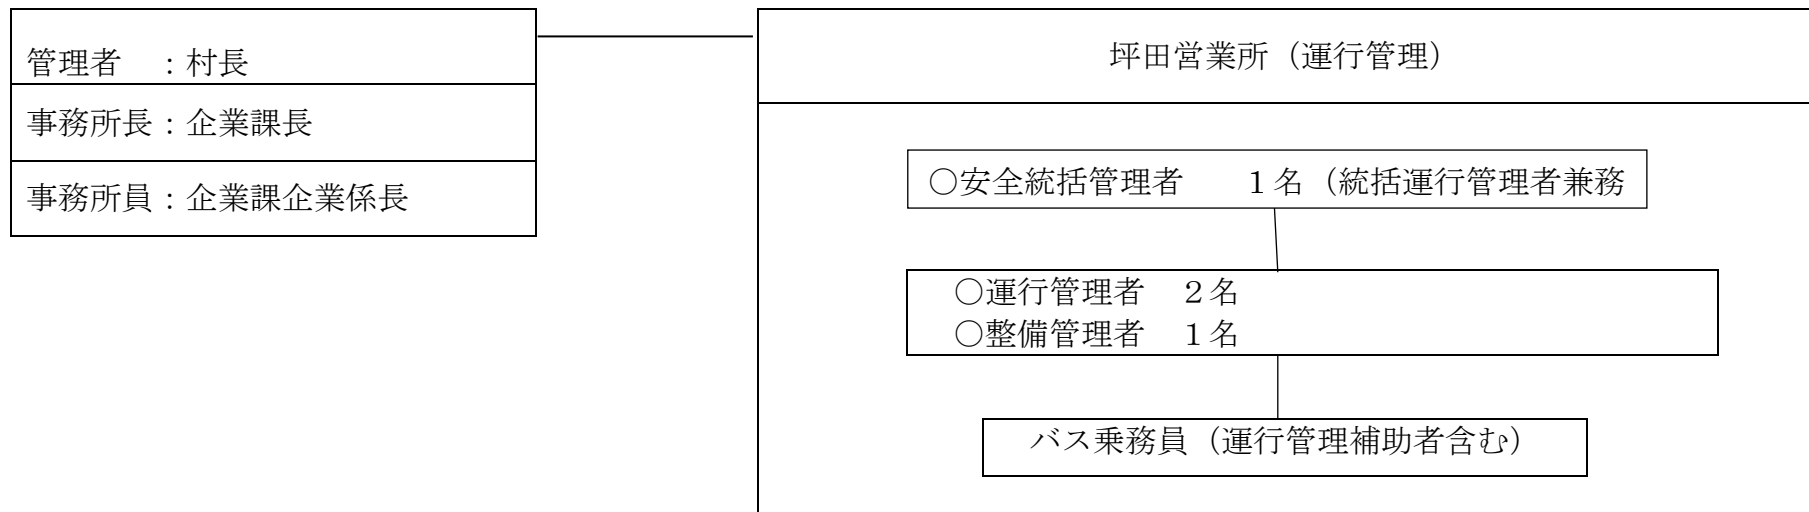 管理者　：村長
事務所長：企業課長
事務所員：企業課企業係長
坪田営業所（運行管理）
○安全統括管理者　　１名（統括運行管理者兼務
○運行管理者　２名
○整備管理者　１名
バス乗務員（運行管理補助者含む）